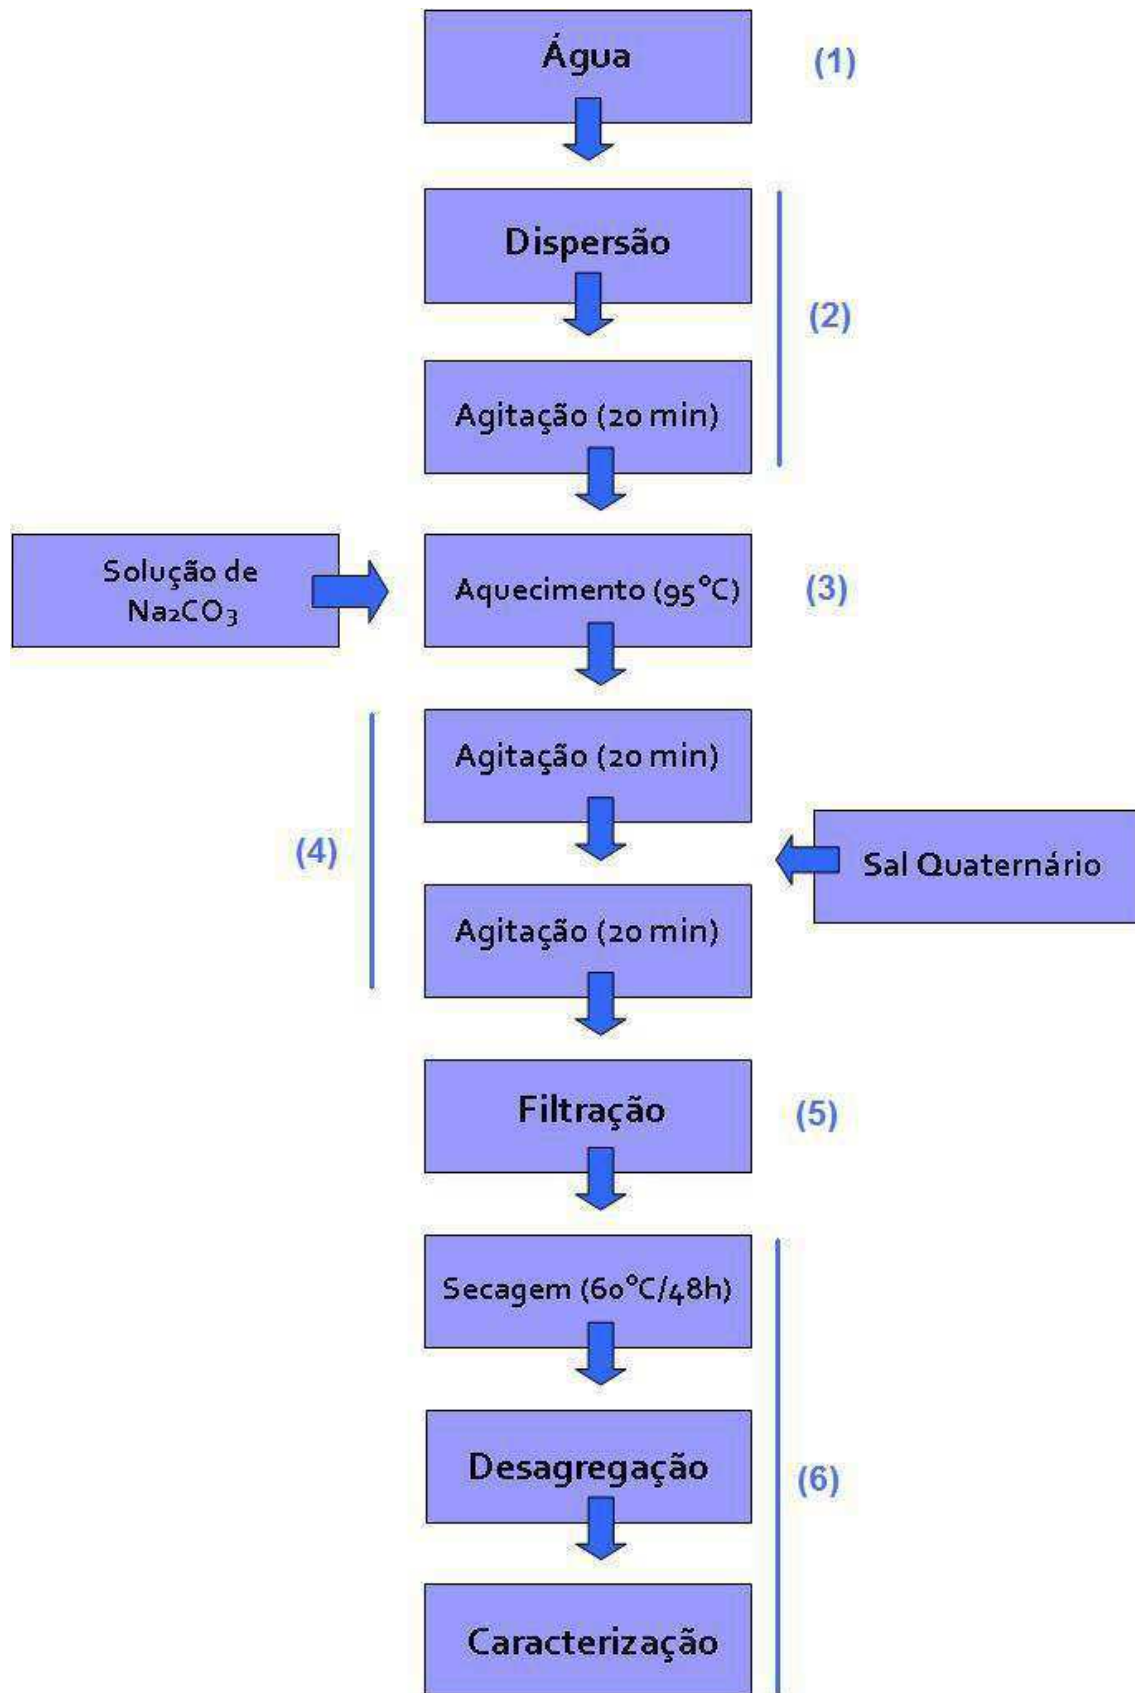 Água
(1)
Dispersão
(2)
Agitação (20 min)
Solução de
Na2CO3
Aquecimento (95°C)
(3)
Agitação (20 min)
(4)
Sal Quaternário
Agitação (20 min)
Filtração
(5)
Secagem (60°C/48h)
Desagregação
(6)
Caracterização